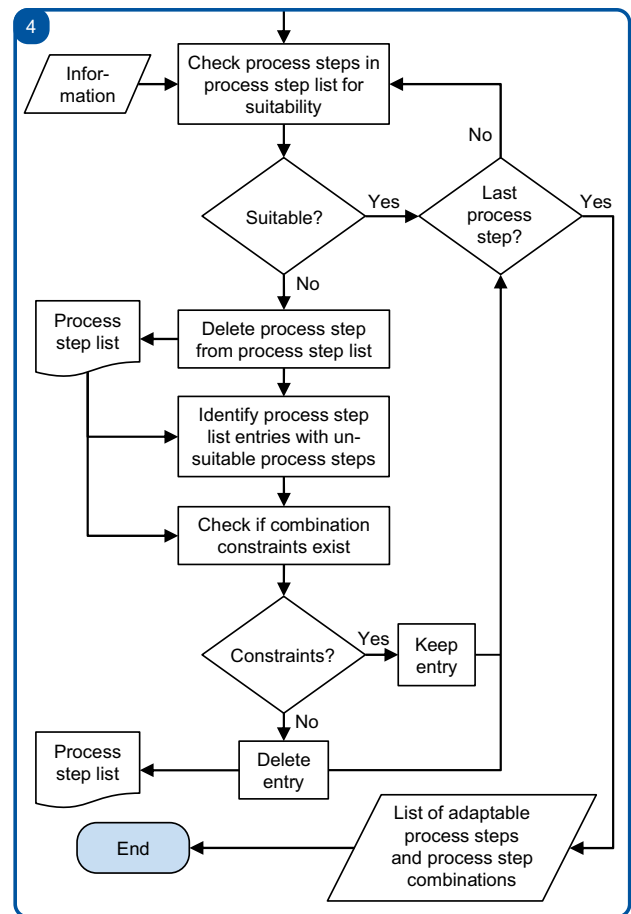 4
Infor-
mation
Check process steps in
process step list for
suitability
No
Suitable?
Yes
Last
process
step?
Yes
No
Process
step list
Delete process step
from process step list
Identify process step
list entries with un-
suitable process steps
Check if combination
constraints exist
Constraints?
Yes
Keep
entry
No
Process
step list
Delete
entry
List of adaptable
process steps
and process step
combinations
End